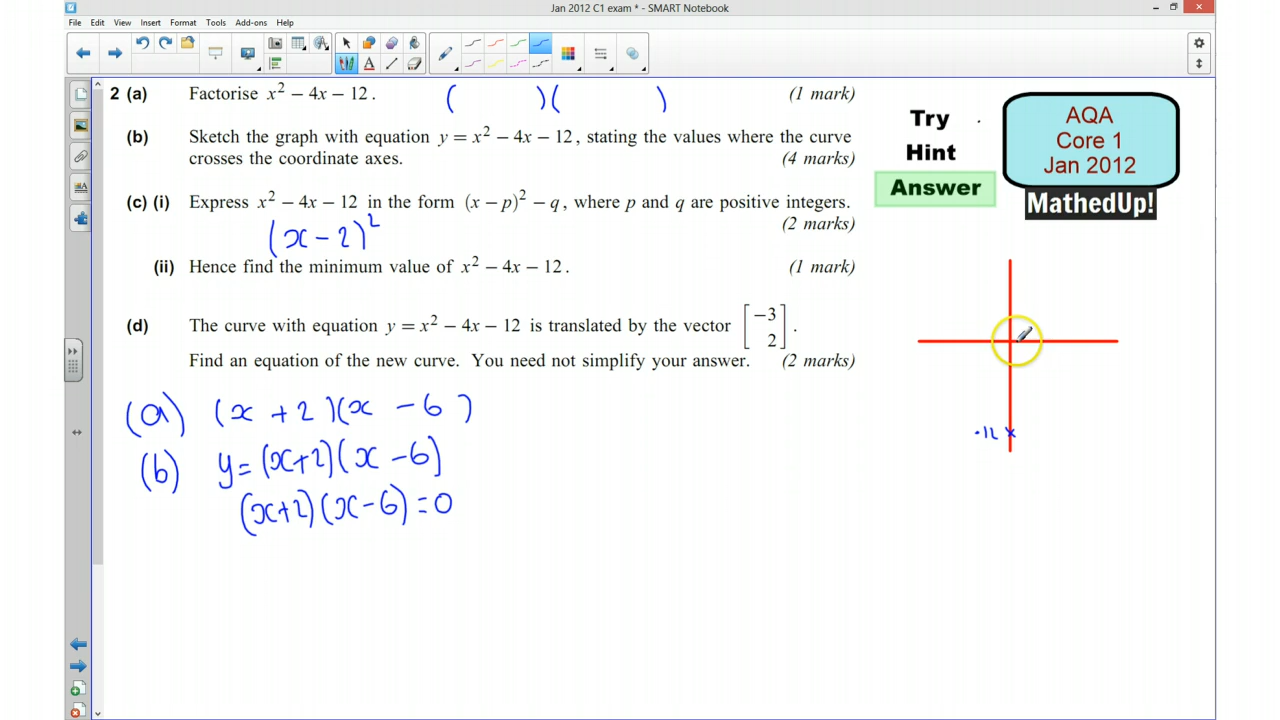 Jan 2012 C1 exam * - SMART Notebook
File Edit View Insert Format Tools Add-ons Help
2 (a) Factorise x² − 4x − 12 . ( )( ) (1 mark)
(b) Sketch the graph with equation y = x² − 4x − 12 , stating the values where the curve
crosses the coordinate axes. (4 marks)
(c) (i) Express x² − 4x − 12 in the form (x − p)² − q , where p and q are positive integers.
(2 marks)
(x − 2)²
(ii) Hence find the minimum value of x² − 4x − 12 . (1 mark)
(d) The curve with equation y = x² − 4x − 12 is translated by the vector [−3
2] .
Find an equation of the new curve. You need not simplify your answer. (2 marks)
(a) (x + 2)(x − 6)
(b) y = (x+2)(x − 6)
(x+2)(x − 6) = 0
Try
Hint
Answer
AQA
Core 1
Jan 2012
MathedUp!
-12 x